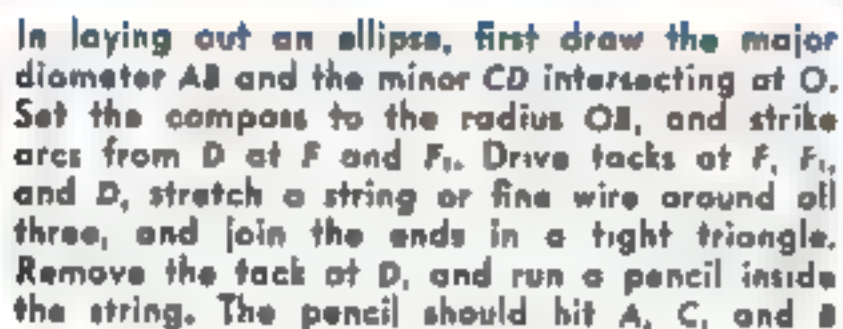 In laying out an ellipse, first draw the major
diameter AB and the minor CD intersecting at O.
Set the compass to the radius OB, and strike
arcs from D at F and F₁. Drive tacks at F, F₁,
and D, stretch a string or fine wire around all
three, and join the ends in a tight triangle.
Remove the tack at D, and run a pencil inside
the string. The pencil should hit A, C, and B